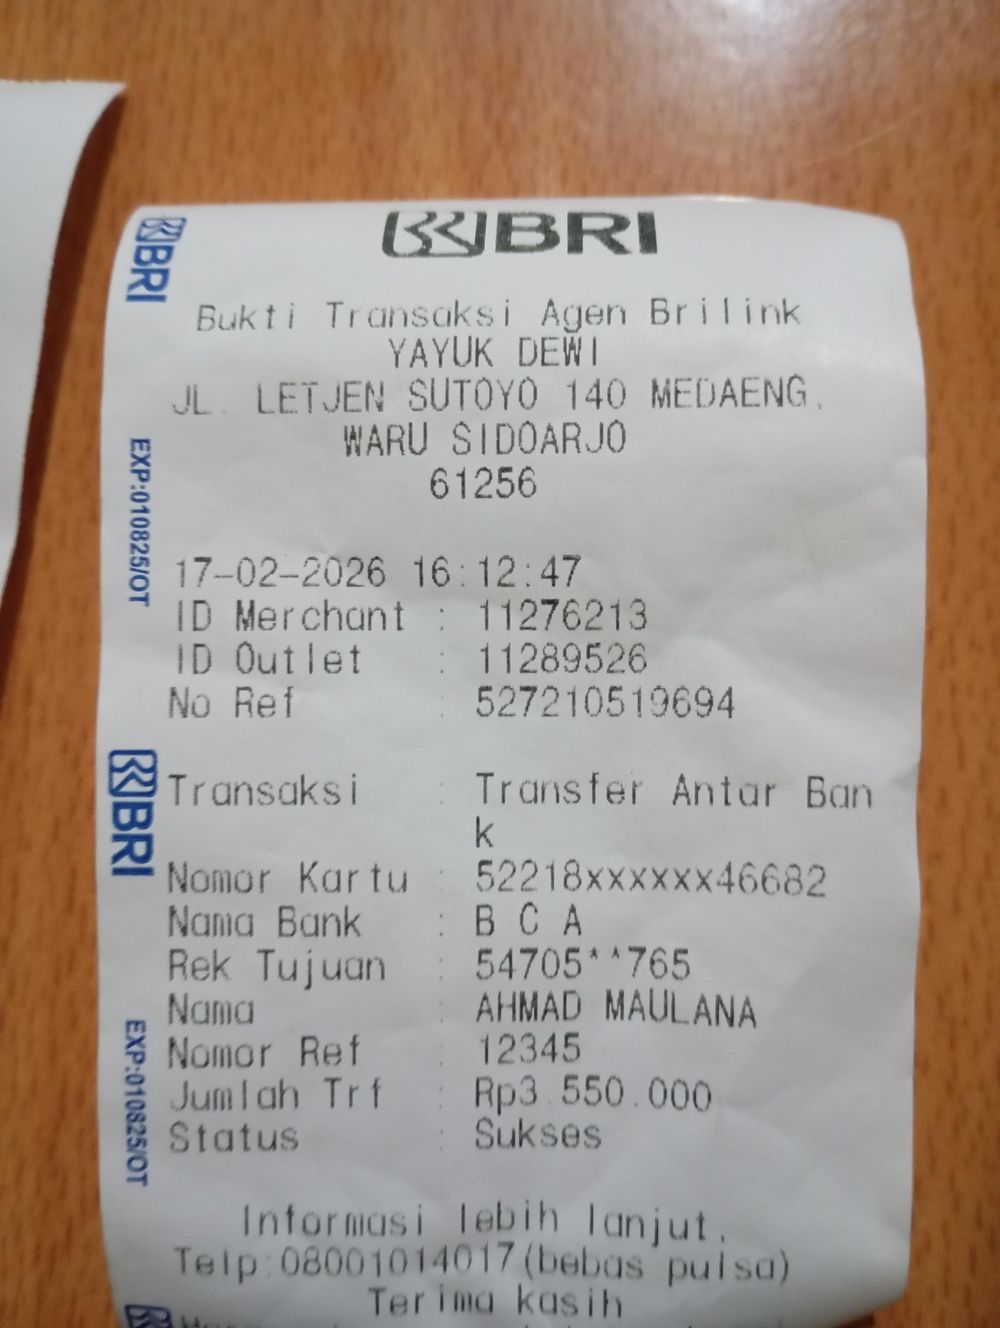 BRI
Bukti Transaksi Agen Brilink
YAYUK DEWI
JL. LETJEN SUTOYO 140 MEDAENG,
WARU SIDOARJO
61256
17-02-2026 16:12:47
ID Merchant : 11276213
ID Outlet : 11289526
No Ref : 527210519694
Transaksi : Transfer Antar Ban
k
Nomor Kartu : 52218xxxxxx46682
Nama Bank : B C A
Rek Tujuan : 54705**765
Nama : AHMAD MAULANA
Nomor Ref : 12345
Jumlah Trf : Rp3.550.000
Status : Sukses
Informasi lebih lanjut,
Telp:08001014017(bebas pulsa)
Terima kasih
BRI
EXP:010825/OT
BRI
EXP:010825/OT